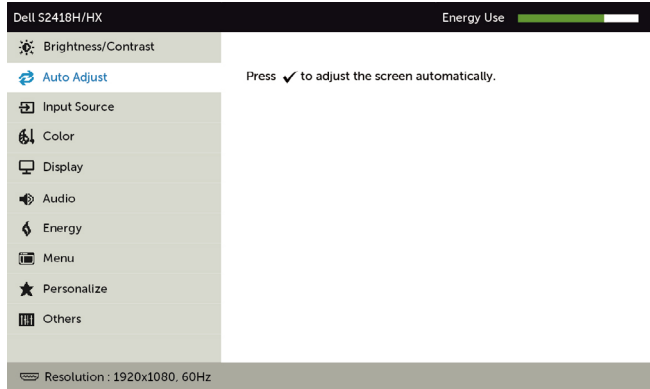 Dell S2418H/HX Energy Use
Brightness/Contrast
Auto Adjust Press ✓ to adjust the screen automatically.
Input Source
Color
Display
Audio
Energy
Menu
Personalize
Others
Resolution : 1920x1080, 60Hz